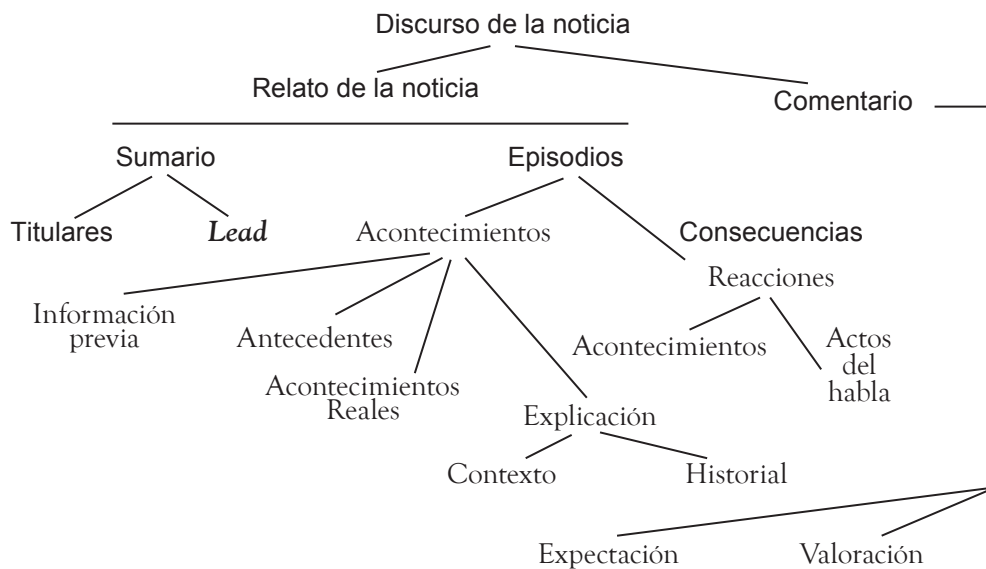 Discurso de la noticia
Relato de la noticia
Comentario
Sumario
Episodios
Titulares
Lead
Acontecimientos
Consecuencias
Reacciones
Información
previa
Antecedentes
Acontecimientos
Actos
del
habla
Acontecimientos
Reales
Explicación
Contexto
Historial
Expectación
Valoración